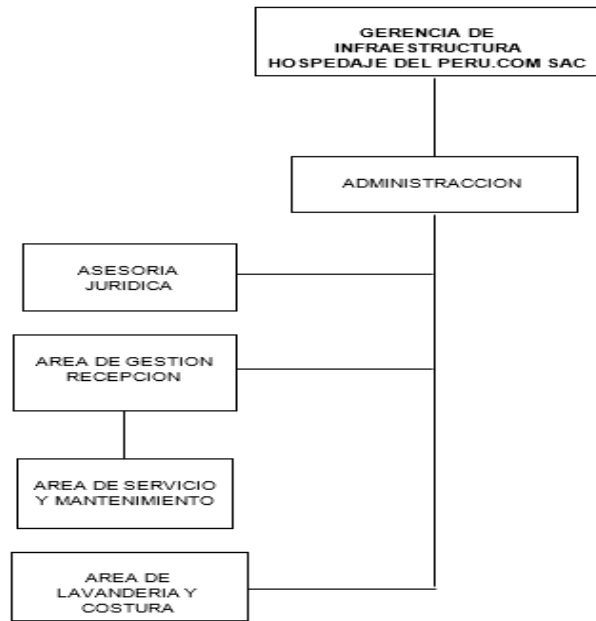 GERENCIA DE
INFRAESTRUCTURA
HOSPEDAJE DEL PERU.COM SAC
ADMINISTRACCION
ASESORIA
JURIDICA
AREA DE GESTION
RECEPCION
AREA DE SERVICIO
Y MANTENIMIENTO
AREA DE
LAVANDERIA Y
COSTURA